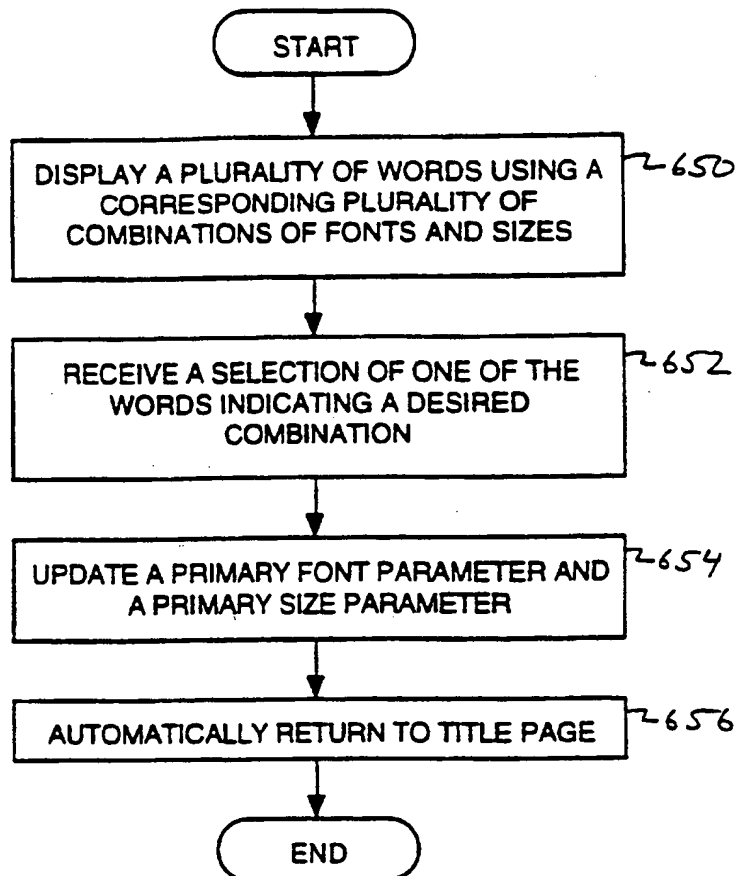 START
DISPLAY A PLURALITY OF WORDS USING A
CORRESPONDING PLURALITY OF
COMBINATIONS OF FONTS AND SIZES
650
RECEIVE A SELECTION OF ONE OF THE
WORDS INDICATING A DESIRED
COMBINATION
652
UPDATE A PRIMARY FONT PARAMETER AND
A PRIMARY SIZE PARAMETER
654
AUTOMATICALLY RETURN TO TITLE PAGE
656
END